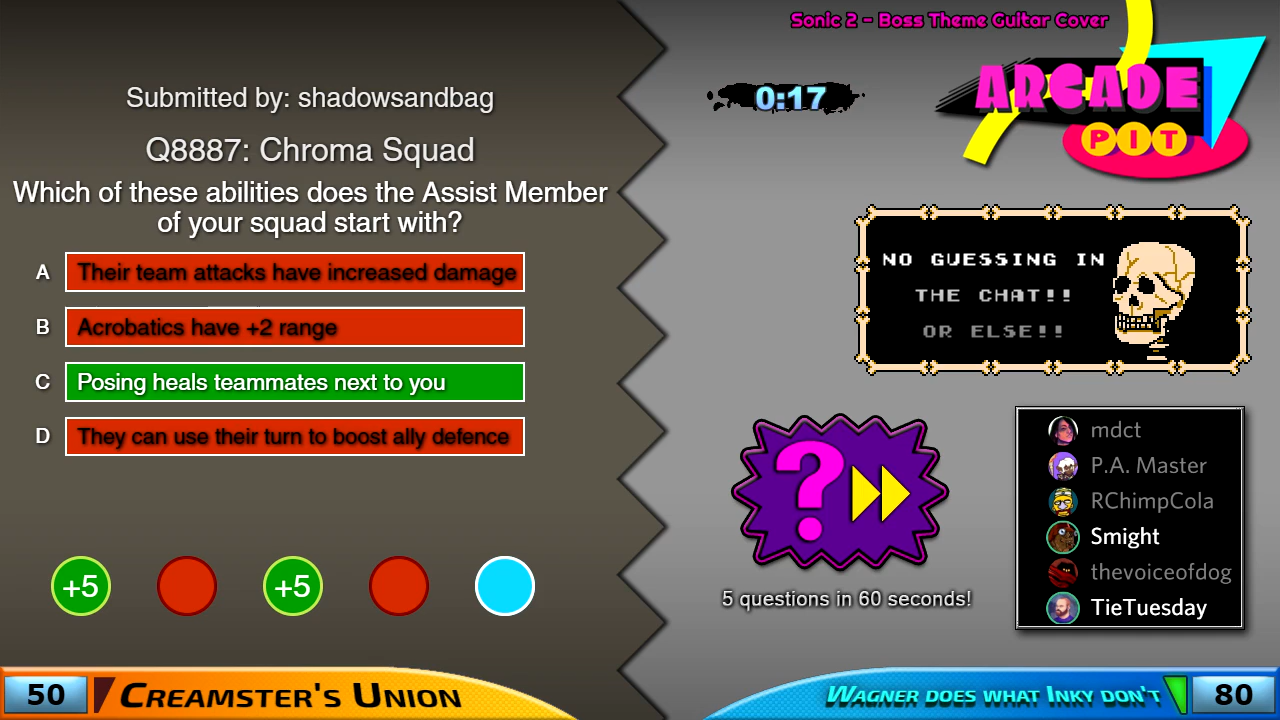 Sonic 2 - Boss Theme Guitar Cover
ARCADE
PIT
0:17
Submitted by: shadowsandbag
Q8887: Chroma Squad
Which of these abilities does the Assist Member
of your squad start with?
A Their team attacks have increased damage
B Acrobatics have +2 range
C Posing heals teammates next to you
D They can use their turn to boost ally defence
+5
+5
NO GUESSING IN
THE CHAT!!
OR ELSE!!
?
5 questions in 60 seconds!
mdct
P.A. Master
RChimpCola
Smight
thevoiceofdog
TieTuesday
50 Creamster's Union
Wagner does what Inky don't 80